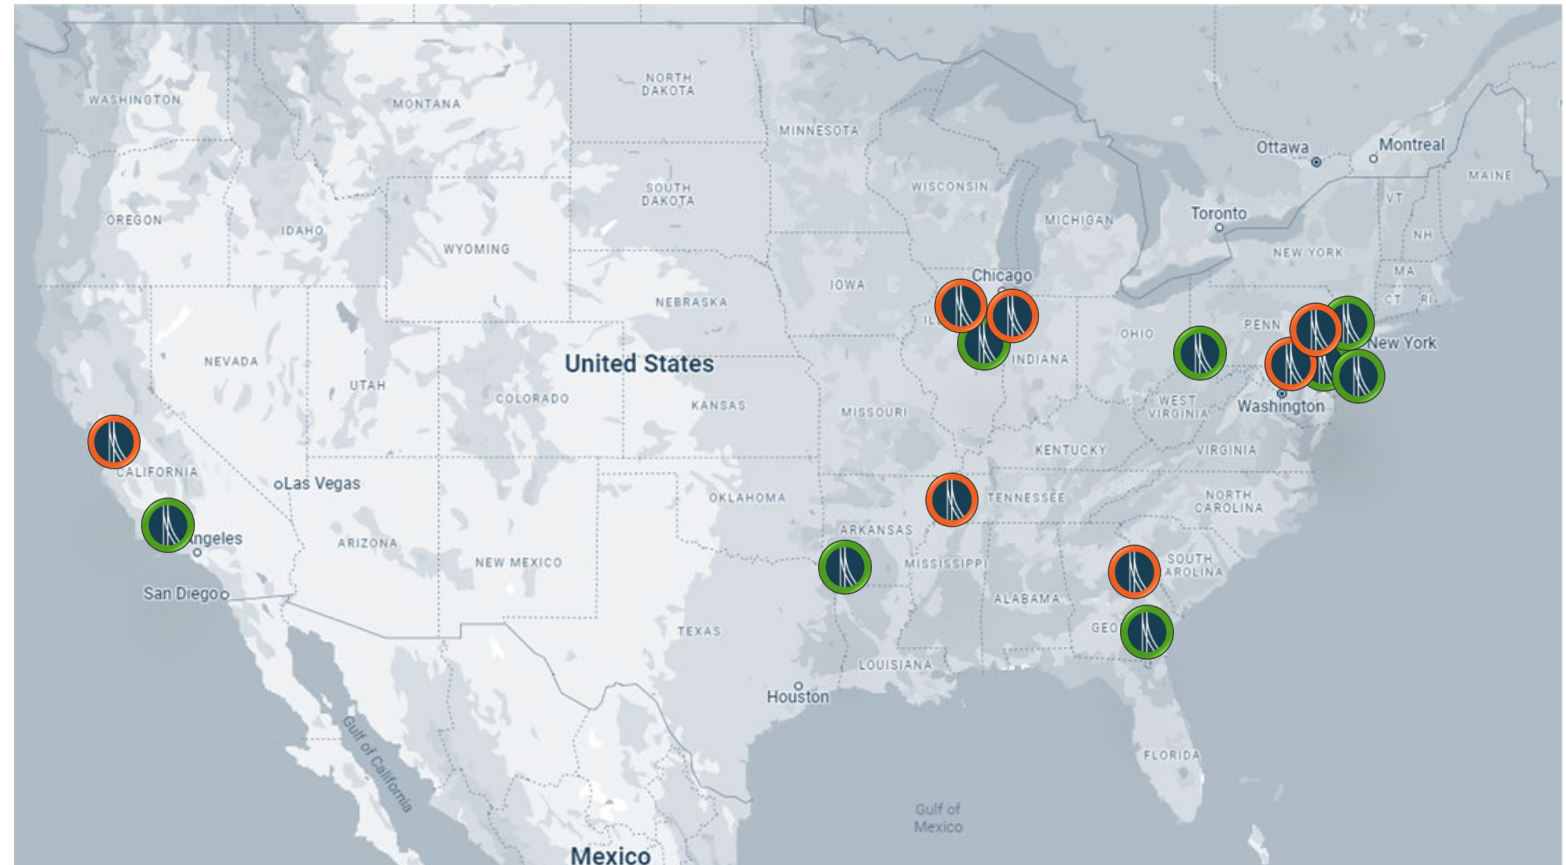 WASHINGTON
MONTANA
NORTH
DAKOTA
MINNESOTA
Ottawa
Montreal
MAINE
OREGON
IDAHO
WYOMING
SOUTH
DAKOTA
WISCONSIN
MICHIGAN
Toronto
VT
NH
NEW YORK
MA
CT
RI
Chicago
IOWA
NEBRASKA
ILL
INDIANA
OHIO
PENN
New York
NEVADA
UTAH
COLORADO
United States
KANSAS
MISSOURI
WEST
VIRGINIA
Washington
KENTUCKY
VIRGINIA
CALIFORNIA
Las Vegas
Angeles
San Diego
ARIZONA
NEW MEXICO
OKLAHOMA
ARKANSAS
TENNESSEE
NORTH
CAROLINA
SOUTH
AROLINA
MISSISSIPPI
ALABAMA
GEO
TEXAS
LOUISIANA
Houston
FLORIDA
Gulf of California
Gulf of
Mexico
Mexico